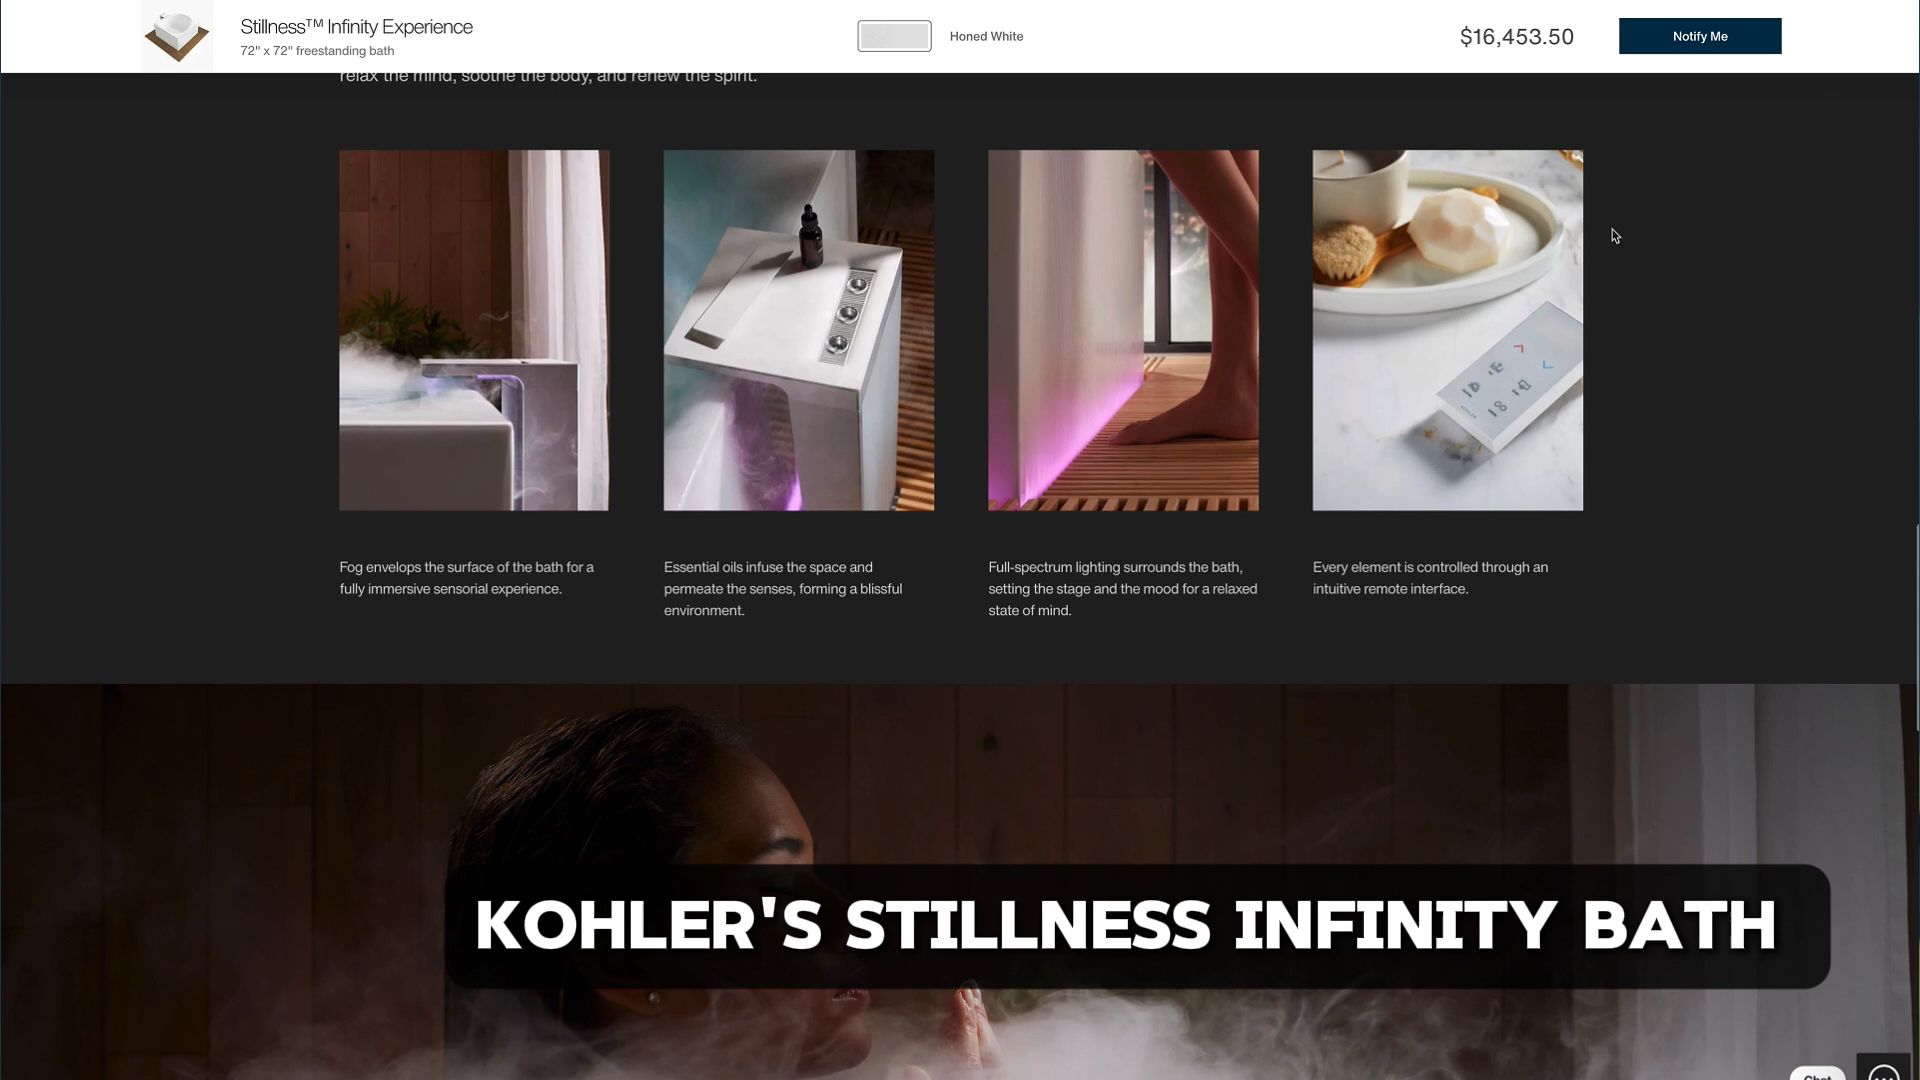 Stillness™ Infinity Experience
72" x 72" freestanding bath
Honed White
$16,453.50
Notify Me
relax the mind, soothe the body, and renew the spirit.
Fog envelops the surface of the bath for a
fully immersive sensorial experience.
Essential oils infuse the space and
permeate the senses, forming a blissful
environment.
Full-spectrum lighting surrounds the bath,
setting the stage and the mood for a relaxed
state of mind.
Every element is controlled through an
intuitive remote interface.
KOHLER'S STILLNESS INFINITY BATH
Chat